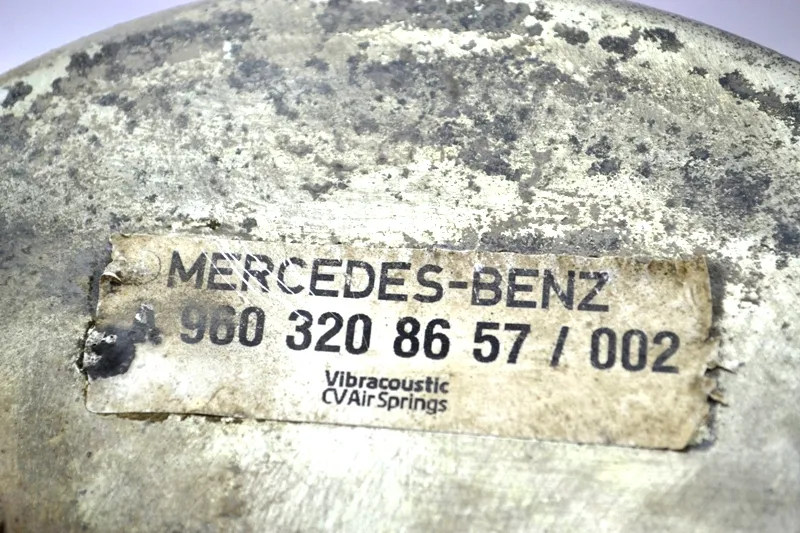 MERCEDES-BENZ
A 960 320 86 57 / 002
Vibracoustic
CV Air Springs